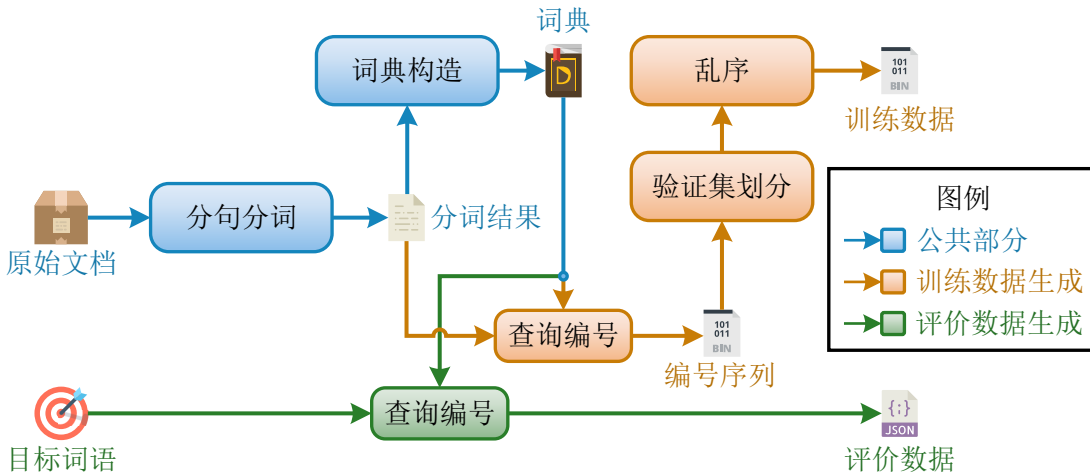 词典
词典构造
D
乱序
101
011
BIN
训练数据
验证集划分
原始文档
分句分词
分词结果
图例
公共部分
训练数据生成
评价数据生成
查询编号
101
011
BIN
编号序列
目标词语
查询编号
{;}
JSON
评价数据